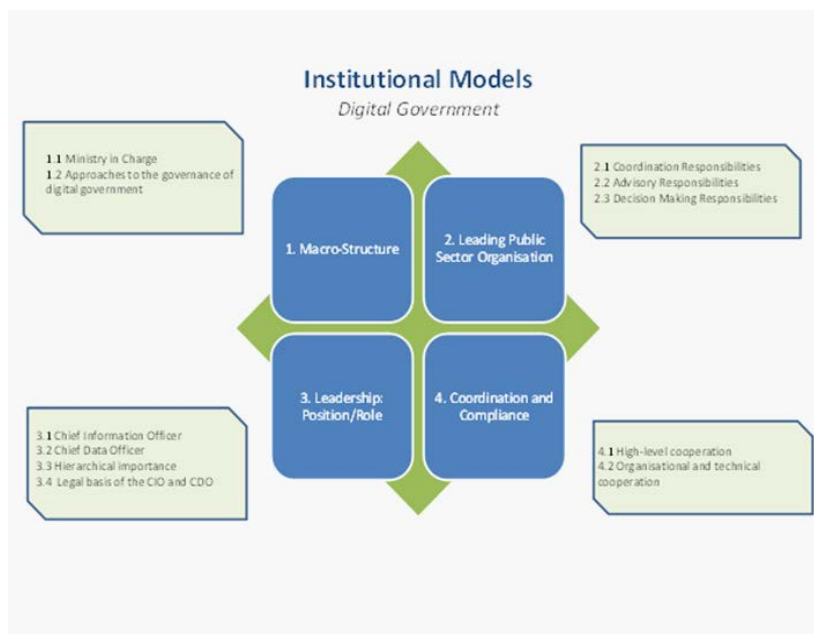 Institutional Models
Digital Government
1.1 Ministry in Charge
1.2 Approaches to the governance of
digital government
2.1 Coordination Responsibilities
2.2 Advisory Responsibilities
2.3 Decision Making Responsibilities
1. Macro-Structure
2. Leading Public
Sector Organisation
3. Leadership:
Position/Role
4. Coordination and
Compliance
3.1 Chief Information Officer
3.2 Chief Data Officer
3.3 Hierarchical importance
3.4 Legal basis of the CIO and CDO
4.1 High-level cooperation
4.2 Organisational and technical
cooperation